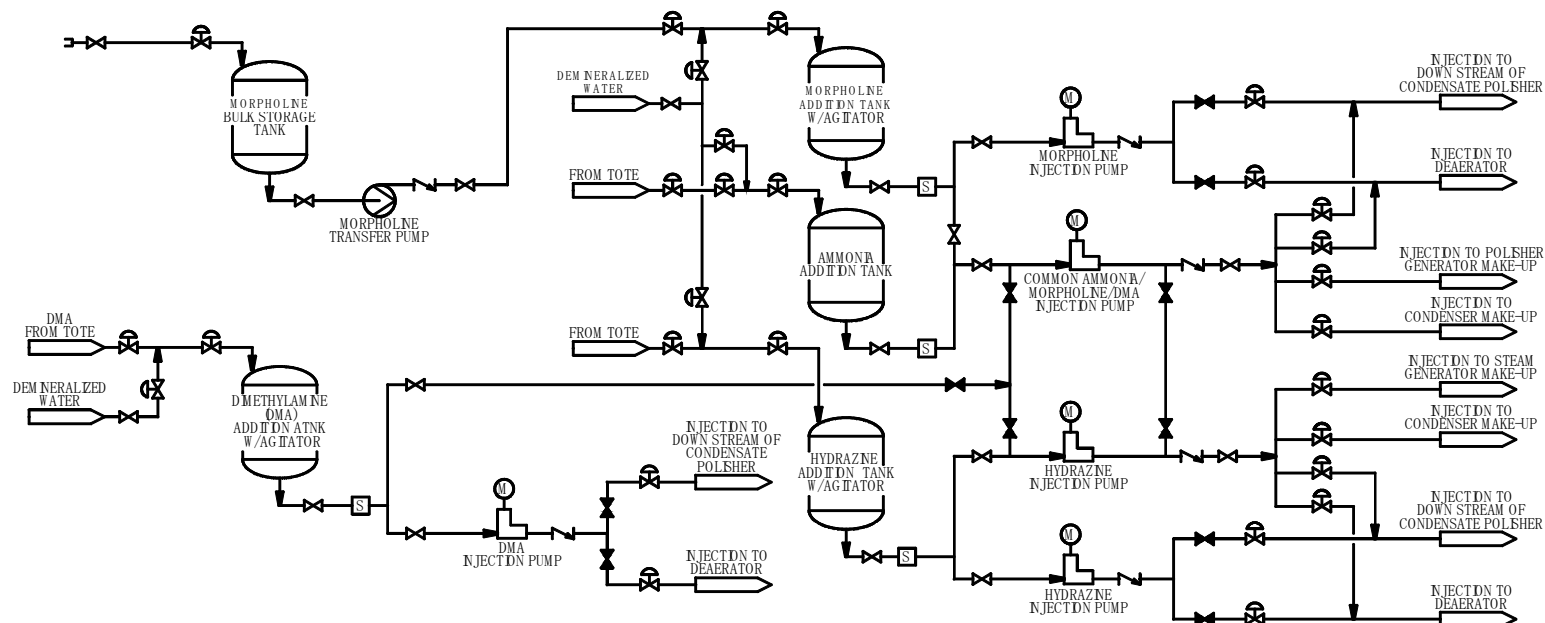 INJECTION TO
DOWN STREAM OF
CONDENSATE POLISHER
DEMINERALIZED
WATER
MORPHOLINE
BULK STORAGE
TANK
MORPHOLINE
ADDITION TANK
W/AGITATOR
M
MORPHOLINE
INJECTION PUMP
INJECTION TO
DEAERATOR
FROM TOTE
S
MORPHOLINE
TRANSFER PUMP
M
AMMONIA
ADDITION TANK
COMMON AMMONIA/
MORPHOLINE/DMA
INJECTION PUMP
INJECTION TO POLISHER
GENERATOR MAKE-UP
INJECTION TO
CONDENSER MAKE-UP
DMA
FROM TOTE
FROM TOTE
S
INJECTION TO STEAM
GENERATOR MAKE-UP
DEMINERALIZED
WATER
DIMETHYLAMINE
(DMA)
ADDITION ATNK
W/AGITATOR
INJECTION TO
DOWN STREAM OF
CONDENSATE
POLISHER
M
INJECTION TO
CONDENSER MAKE-UP
HYDRAZINE
ADDITION TANK
W/AGITATOR
HYDRAZINE
INJECTION PUMP
S
M
DMA
INJECTION PUMP
INJECTION TO
DOWN STREAM OF
CONDENSATE POLISHER
INJECTION TO
DEAERATOR
S
M
HYDRAZINE
INJECTION PUMP
INJECTION TO
DEAERATOR